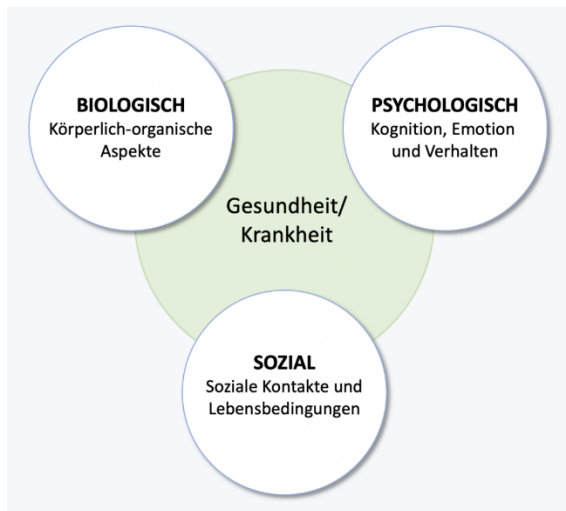 BIOLOGISCH
Körperlich-organische
Aspekte
PSYCHOLOGISCH
Kognition, Emotion
und Verhalten
Gesundheit/
Krankheit
SOZIAL
Soziale Kontakte und
Lebensbedingungen